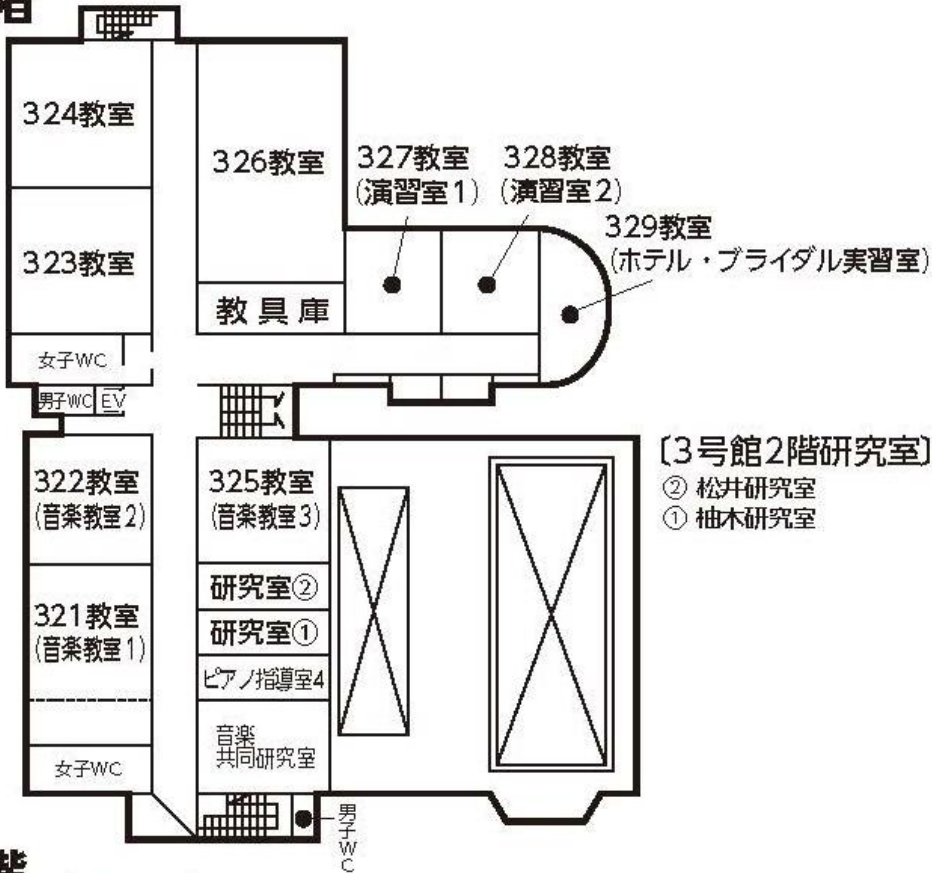 階
324教室
326教室
327教室
(演習室1)
328教室
(演習室2)
329教室
(ホテル・ブライダル実習室)
323教室
教具庫
女子WC
男子WC
EV
322教室
(音楽教室2)
325教室
(音楽教室3)
〔3号館2階研究室〕
② 松井研究室
① 柚木研究室
研究室②
321教室
(音楽教室1)
研究室①
ピアノ指導室4
音楽
共同研究室
女子WC
男子WC
階